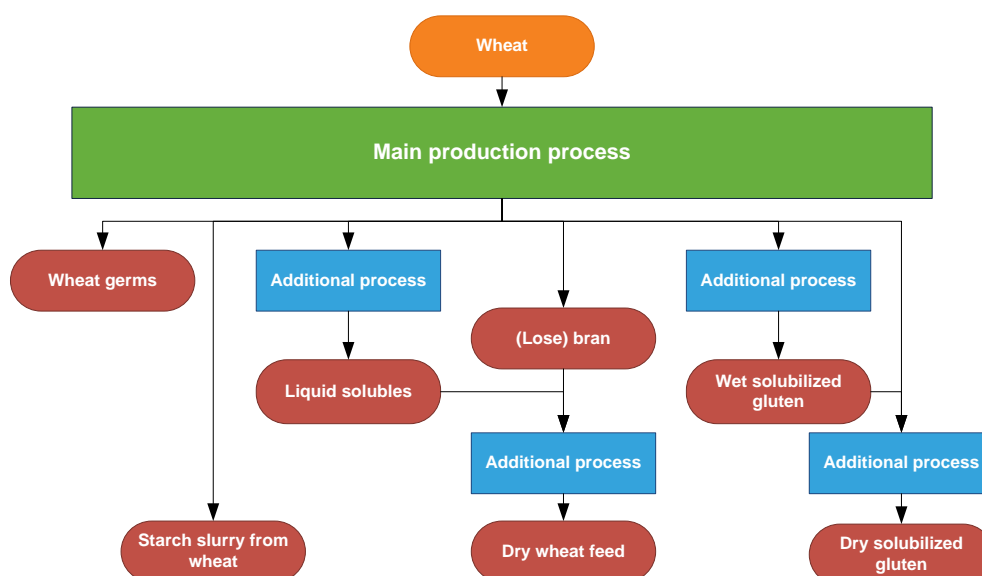 Wheat
Main production process
Wheat germs
Additional process
Additional process
(Lose) bran
Liquid solubles
Wet solubilized
gluten
Additional process
Additional process
Starch slurry from
wheat
Dry wheat feed
Dry solubilized
gluten